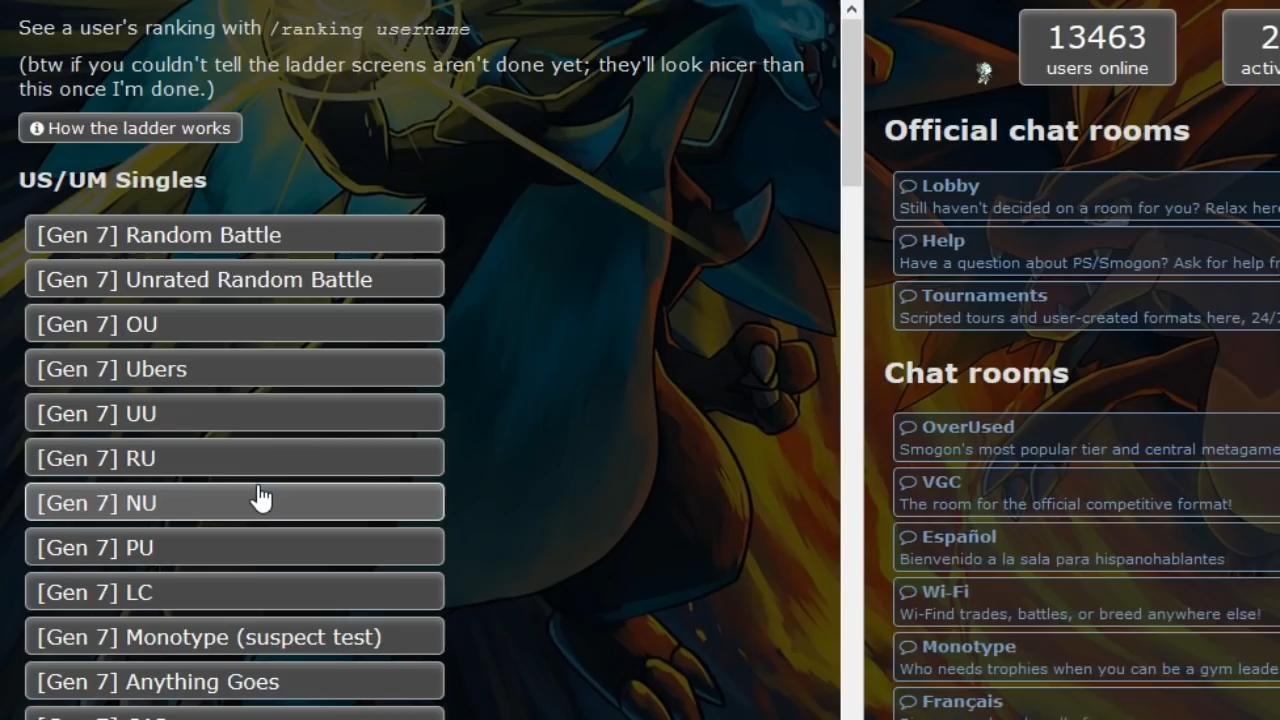 See a user's ranking with /ranking username
(btw if you couldn't tell the ladder screens aren't done yet; they'll look nicer than
this once I'm done.)
How the ladder works
US/UM Singles
[Gen 7] Random Battle
[Gen 7] Unrated Random Battle
[Gen 7] OU
[Gen 7] Ubers
[Gen 7] UU
[Gen 7] RU
[Gen 7] NU
[Gen 7] PU
[Gen 7] LC
[Gen 7] Monotype (suspect test)
[Gen 7] Anything Goes
13463
users online
2
activ
Official chat rooms
Lobby
Still haven't decided on a room for you? Relax here
Help
Have a question about PS/Smogon? Ask for help fr
Tournaments
Scripted tours and user-created formats here, 24/7
Chat rooms
OverUsed
Smogon's most popular tier and central metagame
VGC
The room for the official competitive format!
Español
Bienvenido a la sala para hispanohablantes
Wi-Fi
Wi-Find trades, battles, or breed anywhere else!
Monotype
Who needs trophies when you can be a gym leade
Français